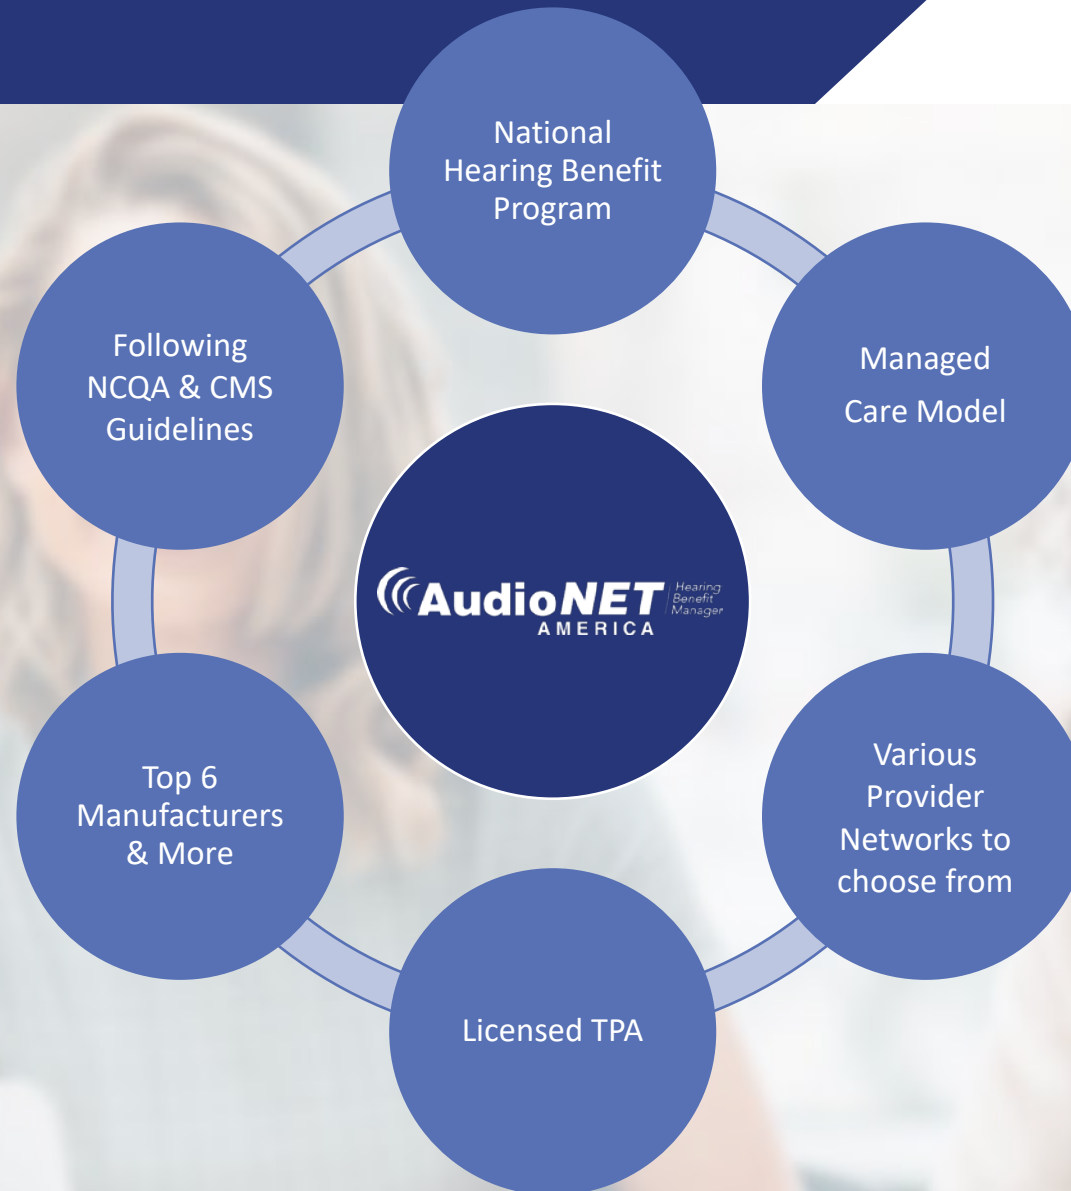 National
Hearing Benefit
Program
Managed
Care Model
Various
Provider
Networks to
choose from
Licensed TPA
Top 6
Manufacturers
& More
Following
NCQA & CMS
Guidelines
AudioNET
AMERICA
Hearing
Benefit
Manager